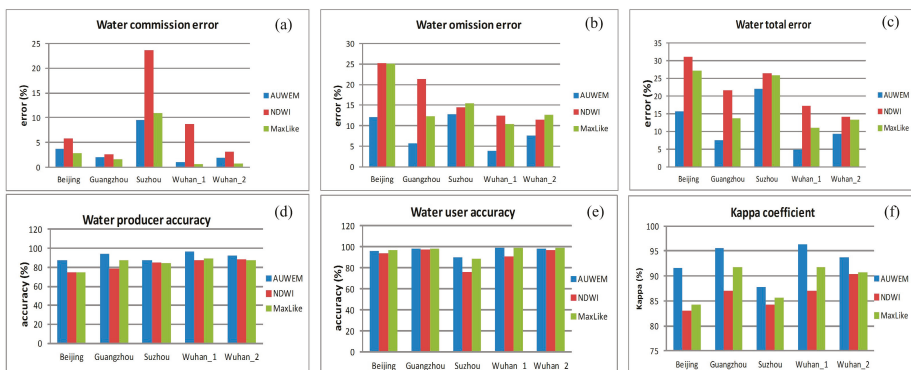 Water commission error (a)
error (%)
25
20
15
10
5
0
Beijing Guangzhou Suzhou Wuhan_1 Wuhan_2
AUWEM
NDWI
MaxLike
Water omission error (b)
error (%)
30
25
20
15
10
5
0
Beijing Guangzhou Suzhou Wuhan_1 Wuhan_2
AUWEM
NDWI
MaxLike
Water total error (c)
error (%)
35
30
25
20
15
10
5
0
Beijing Guangzhou Suzhou Wuhan_1 Wuhan_2
AUWEM
NDWI
MaxLike
Water producer accuracy (d)
accuracy (%)
120
100
80
60
40
20
0
Beijing Guangzhou Suzhou Wuhan_1 Wuhan_2
AUWEM
NDWI
MaxLike
Water user accuracy (e)
accuracy (%)
120
100
80
60
40
20
0
Beijing Guangzhou Suzhou Wuhan_1 Wuhan_2
AUWEM
NDWI
MaxLike
Kappa coefficient (f)
Kappa (%)
100
95
90
85
80
75
Beijing Guangzhou Suzhou Wuhan_1 Wuhan_2
AUWEM
NDWI
MaxLike